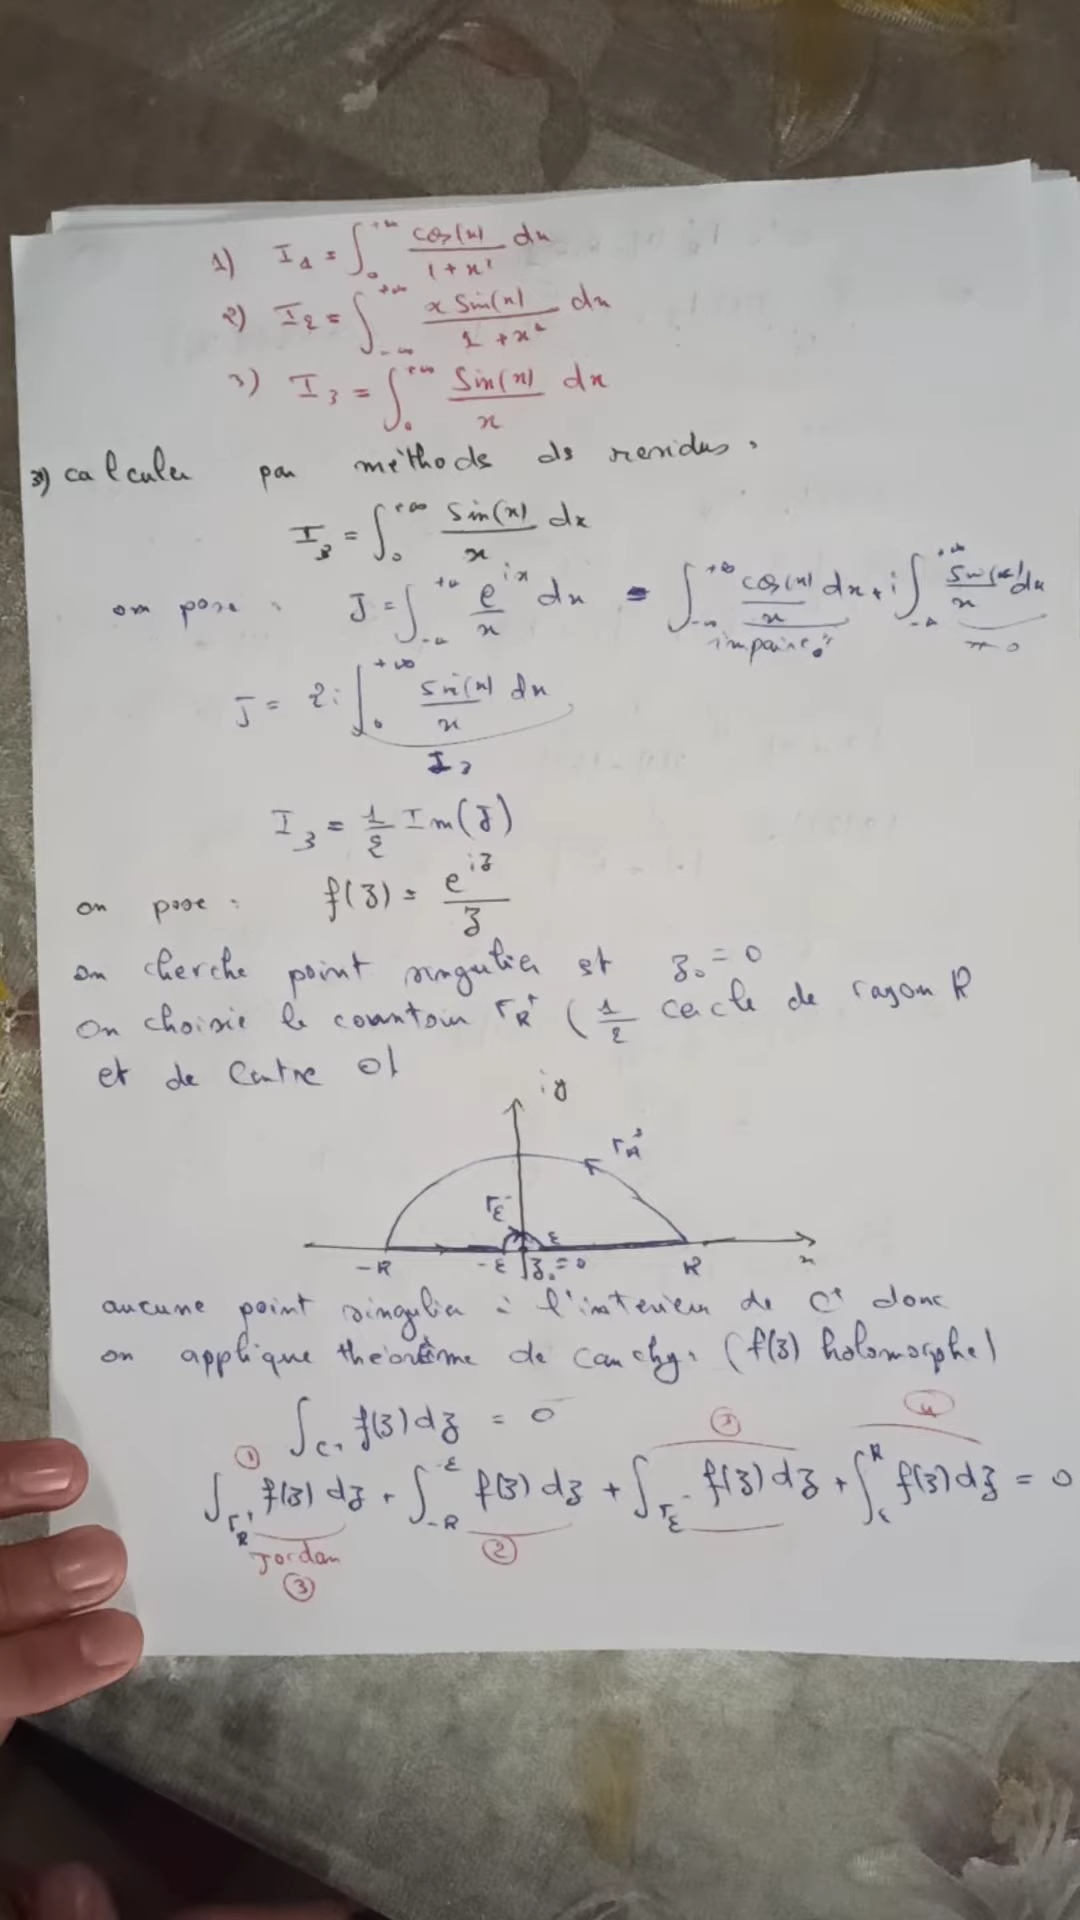 1) I₁ = ∫₀^{+∞} cos(x)/(1+x²) dx
2) I₂ = ∫_{-∞}^{+∞} x sin(x)/(1+x²) dx
3) I₃ = ∫₀^{+∞} sin(x)/x dx
3) calculer par méthode ds residus.
I₃ = ∫₀^{+∞} sin(x)/x dx
on pose : J = ∫_{-∞}^{+∞} e^{ix}/x dx = ∫_{-∞}^{+∞} cos(x)/x dx + i∫_{-∞}^{+∞} sin(x)/x dx
impaire
J = 2i ∫₀^{+∞} sin(x)/x dx
I₃
I₃ = 1/2 Im(J)
on pose : f(z) = e^{iz}/z
on cherche point singulier et z₀ = 0
On choisie le countoin Γ_R⁺ (1/2 cercle de rayon R
et de Centre 0)
iy
Γ_R⁺
Γ_ε⁻ ε
-R -ε z₀=0 R x
aucune point singulier à l'interieur de C⁺ donc
on applique théorème de cauchy. (f(z) holomorphe)
∫_{C⁺} f(z) dz = 0
① ③ ④
∫_{Γ_R⁺} f(z) dz + ∫_{-R}^{-ε} f(z) dz + ∫_{Γ_ε⁻} f(z) dz + ∫_ε^R f(z) dz = 0
Jordan ②
③